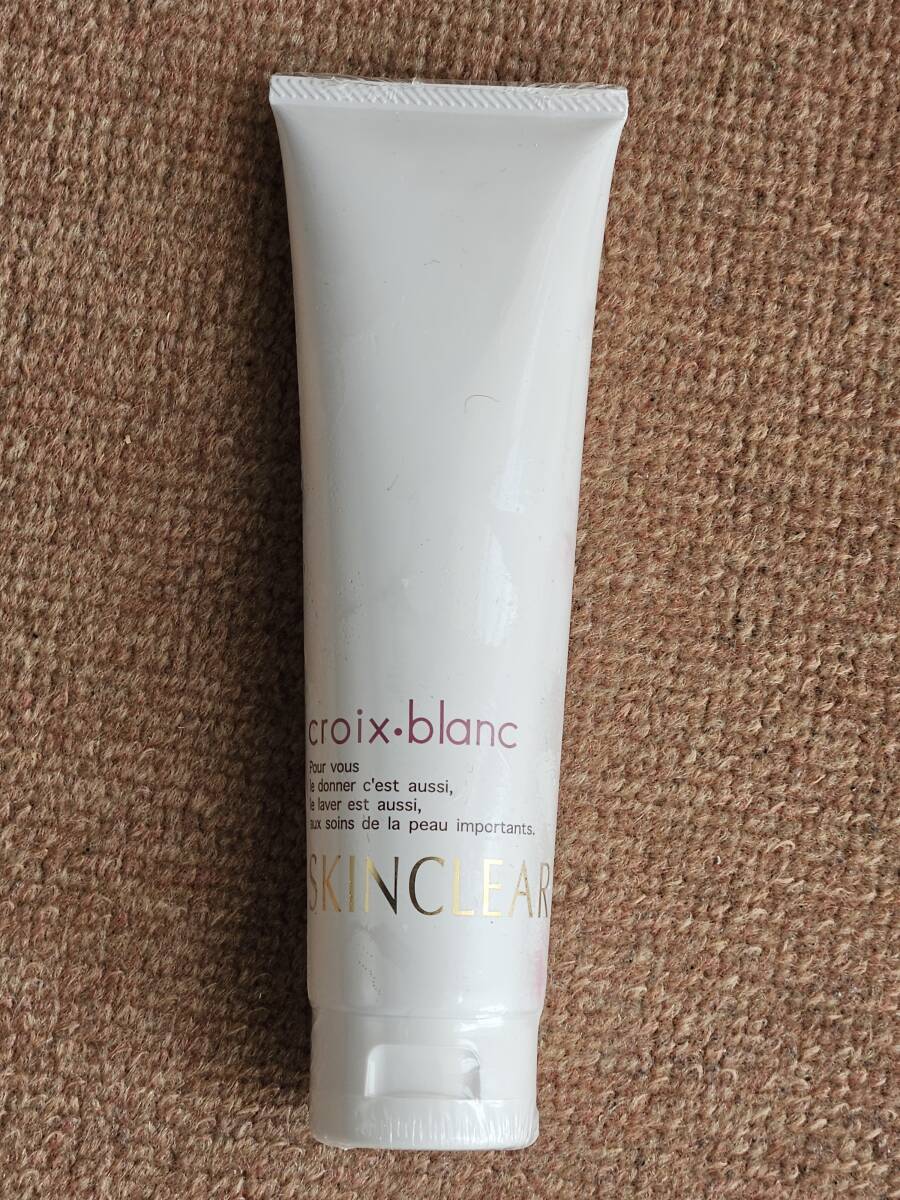 croix·blanc
Pour vous
le donner c'est aussi,
le laver est aussi,
aux soins de la peau importants.
SKINCLEAR